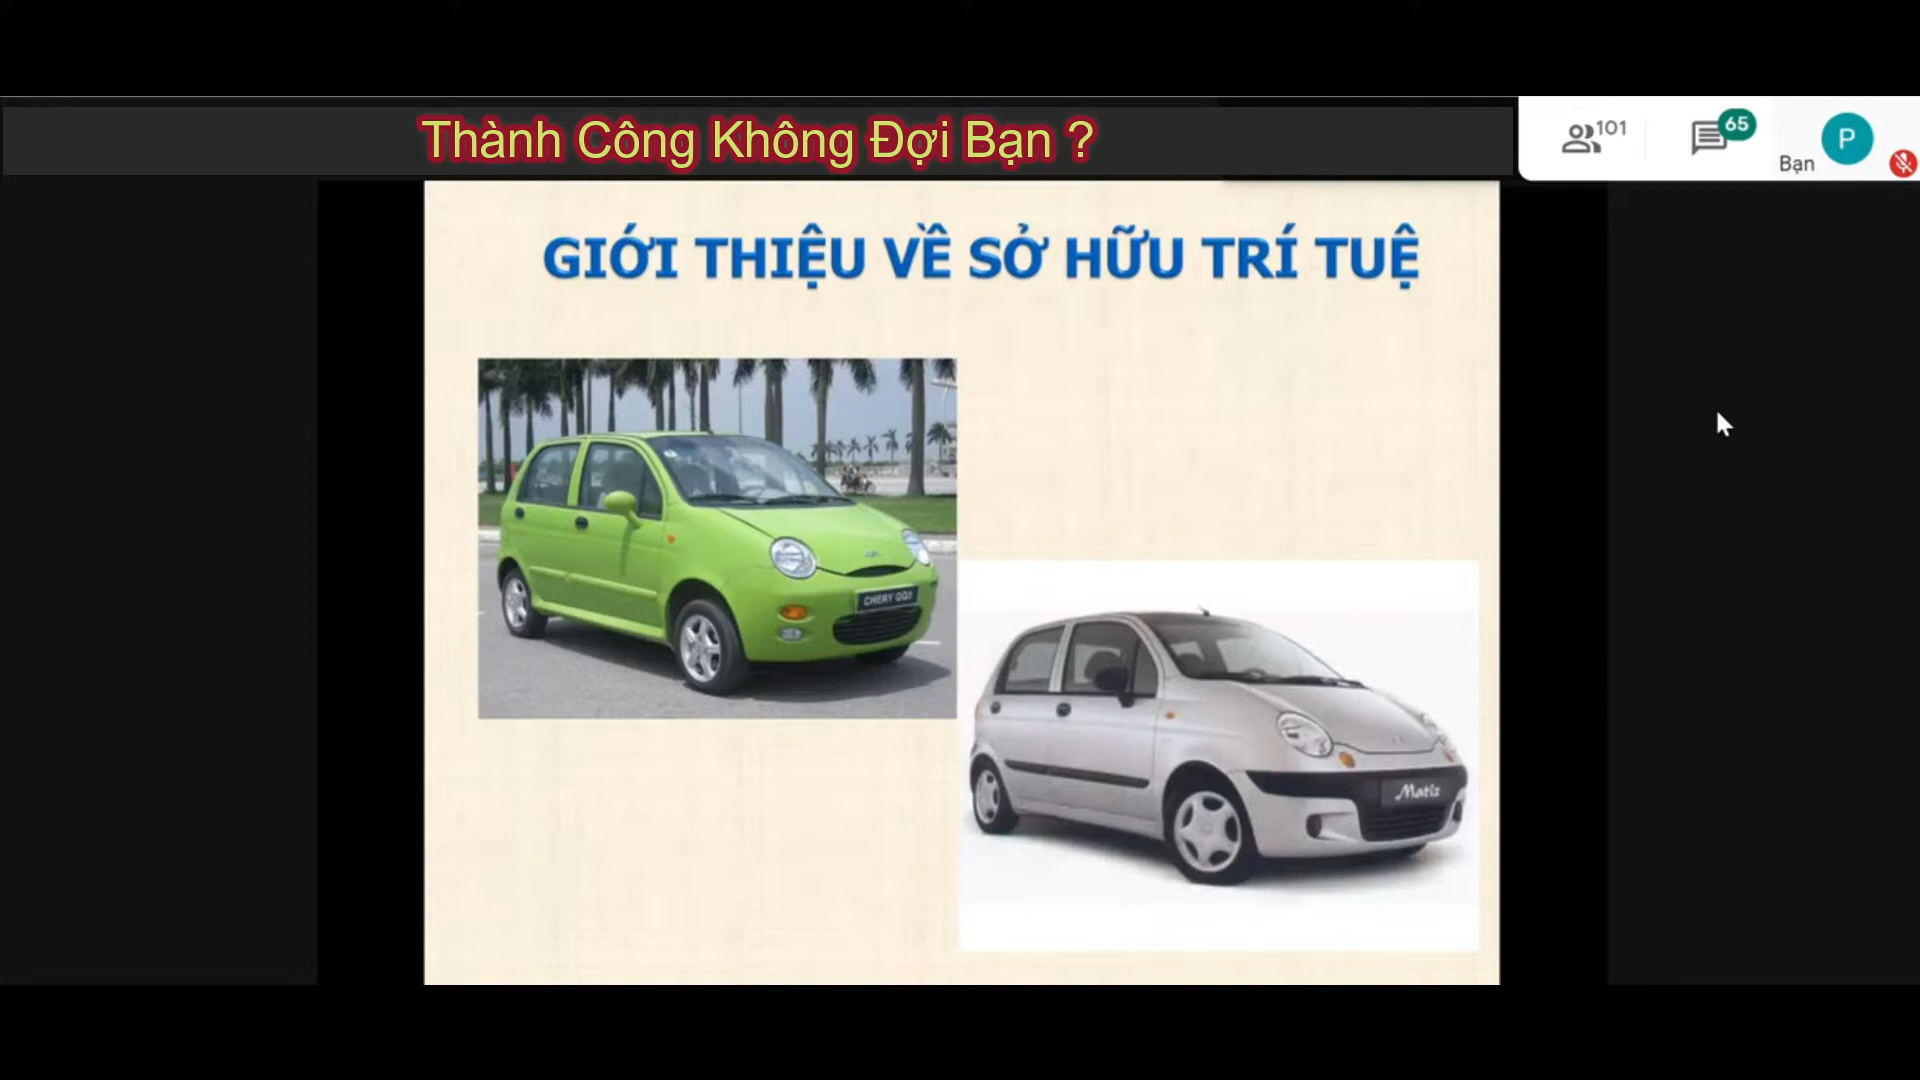 Thành Công Không Đợi Bạn ?
101
65
Bạn
P
GIỚI THIỆU VỀ SỞ HỮU TRÍ TUỆ
CHERY QQ3
Matiz